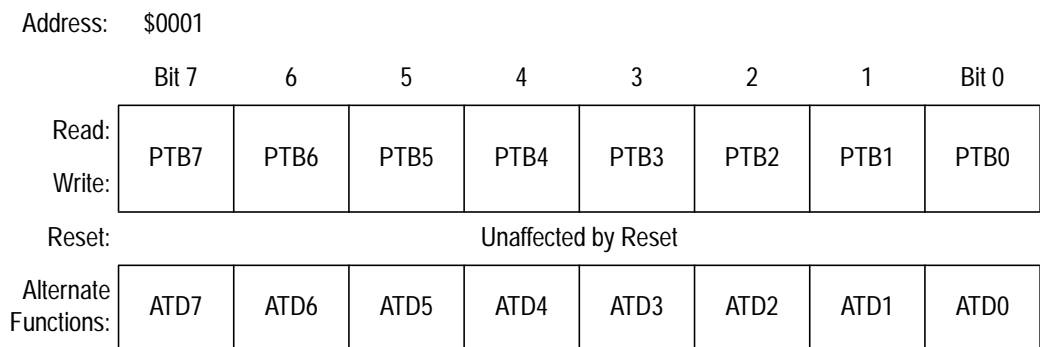 Address: $0001
Bit 7 6 5 4 3 2 1 Bit 0
Read:
PTB7 PTB6 PTB5 PTB4 PTB3 PTB2 PTB1 PTB0
Write:
Reset: Unaffected by Reset
Alternate
Functions: ATD7 ATD6 ATD5 ATD4 ATD3 ATD2 ATD1 ATD0